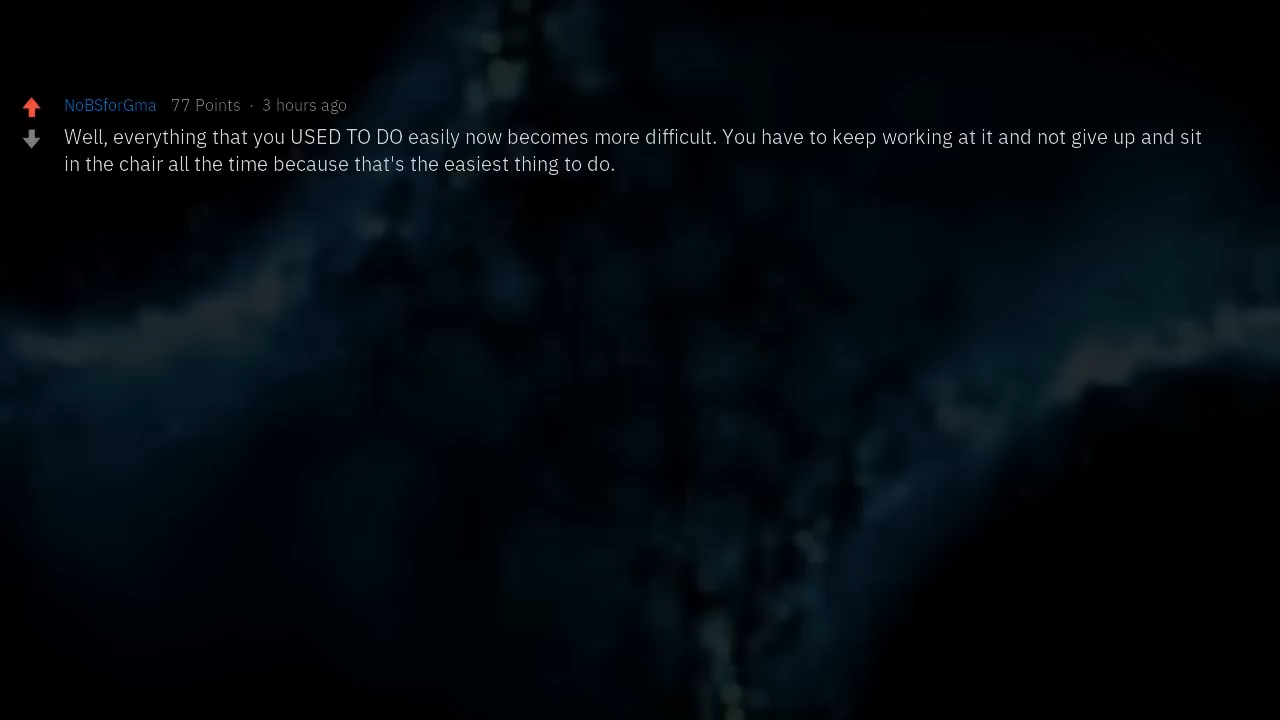 NoBSforGma 77 Points · 3 hours ago
Well, everything that you USED TO DO easily now becomes more difficult. You have to keep working at it and not give up and sit
in the chair all the time because that's the easiest thing to do.